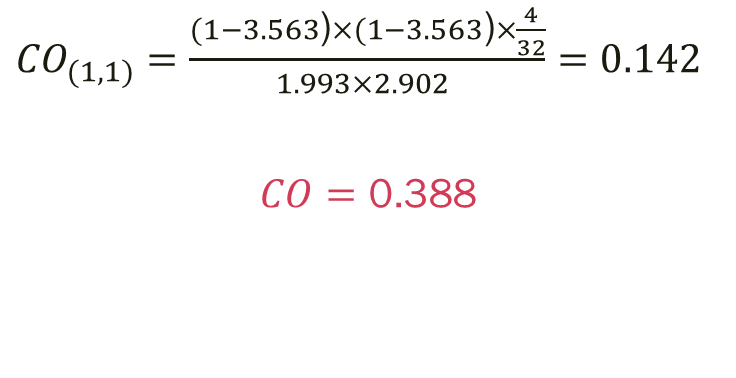 CO(1,1) = (1−3.563)×(1−3.563)×4/32 / 1.993×2.902 = 0.142
CO = 0.388